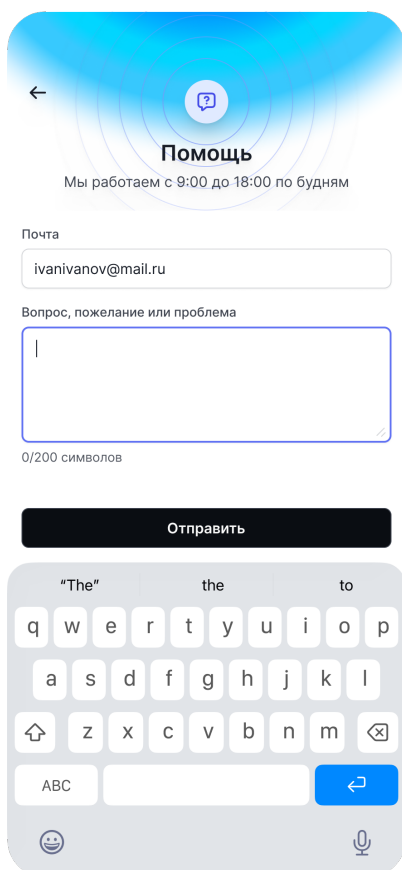 Помощь
Мы работаем с 9:00 до 18:00 по будням
Почта
ivanivanov@mail.ru
Вопрос, пожелание или проблема
0/200 символов
Отправить
“The” the to
q w e r t y u i o p
a s d f g h j k l
z x c v b n m
ABC